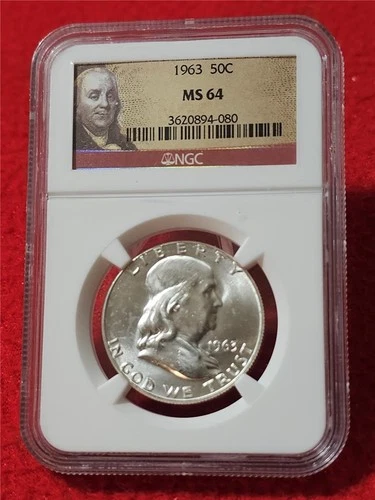 1963 50C
MS 64
3620894-080
NGC
LIBERTY
1963
IN GOD WE TRUST